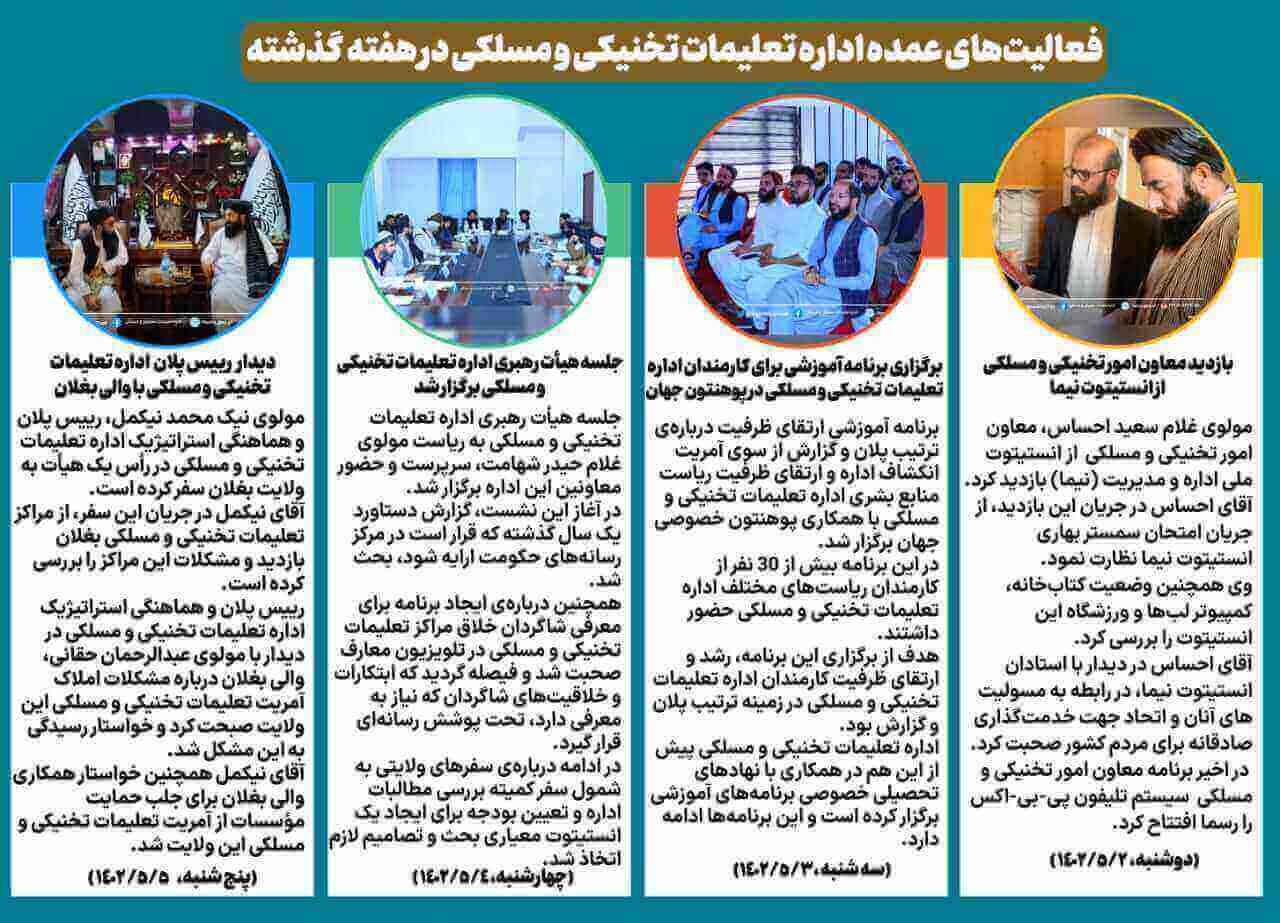 فعالیت‌های عمده اداره تعلیمات تخنیکی و مسلکی در هفته گذشته
بازدید معاون امور تخنیکی و مسلکی
از انستیتوت نیما
مولوی غلام سعید احساس، معاون
امور تخنیکی و مسلکی از انستیتوت
ملی اداره و مدیریت (نیما) بازدید کرد.
آقای احساس در جریان این بازدید، از
جریان امتحان سمستر بهاری
انستیتوت نیما نظارت نمود.
وی همچنین وضعیت کتاب‌خانه،
کمپیوتر لب‌ها و ورزشگاه این
انستیتوت را بررسی کرد.
آقای احساس در دیدار با استادان
انستیتوت نیما، در رابطه به مسولیت
های آنان و اتحاد جهت خدمت‌گذاری
صادقانه برای مردم کشور صحبت کرد.
در اخیر برنامه معاون امور تخنیکی و
مسلکی سیستم تلیفون پی-بی-اکس
را رسما افتتاح کرد.
(دوشنبه، ۱۴۰۲/۵/۲)
برگزاری برنامه آموزشی برای کارمندان اداره
تعلیمات تخنیکی و مسلکی در پوهنتون جهان
برنامه آموزشی ارتقای ظرفیت درباره‌ی
ترتیب پلان و گزارش از سوی آمریت
انکشاف اداره و ارتقای ظرفیت ریاست
منابع بشری اداره تعلیمات تخنیکی و
مسلکی با همکاری پوهنتون خصوصی
جهان برگزار شد.
در این برنامه بیش از 30 نفر از
کارمندان ریاست‌های مختلف اداره
تعلیمات تخنیکی و مسلکی حضور
داشتند.
هدف از برگزاری این برنامه، رشد و
ارتقای ظرفیت کارمندان اداره تعلیمات
تخنیکی و مسلکی در زمینه ترتیب پلان
و گزارش بود.
اداره تعلیمات تخنیکی و مسلکی پیش
از این هم در همکاری با نهادهای
تحصیلی خصوصی برنامه‌های آموزشی
برگزار کرده است و این برنامه‌ها ادامه
دارد.
(سه شنبه، ۱۴۰۲/۵/۳)
جلسه هیأت رهبری اداره تعلیمات تخنیکی
و مسلکی برگزار شد
جلسه هیأت رهبری اداره تعلیمات
تخنیکی و مسلکی به ریاست مولوی
غلام حیدر شهامت، سرپرست و حضور
معاونین این اداره برگزار شد.
در آغاز این نشست، گزارش دستاورد
یک سال گذشته که قرار است در مرکز
رسانه‌های حکومت ارایه شود، بحث
شد.
همچنین درباره‌ی ایجاد برنامه برای
معرفی شاگردان خلاق مراکز تعلیمات
تخنیکی و مسلکی در تلویزیون معارف
صحبت شد و فیصله گردید که ابتکارات
و خلاقیت‌های شاگردان که نیاز به
معرفی دارد، تحت پوشش رسانه‌ای
قرار گیرد.
در ادامه درباره‌ی سفرهای ولایتی به
شمول سفر کمیته بررسی مطالبات
اداره و تعیین بودجه برای ایجاد یک
انستیتوت معیاری بحث و تصامیم لازم
اتخاذ شد.
(چهارشنبه، ۱۴۰۲/۵/۴)
دیدار رییس پلان اداره تعلیمات
تخنیکی و مسلکی با والی بغلان
مولوی نیک محمد نیکمل، رییس پلان
و هماهنگی استراتیژیک اداره تعلیمات
تخنیکی و مسلکی در رأس یک هیأت به
ولایت بغلان سفر کرده است.
آقای نیکمل در جریان این سفر، از مراکز
تعلیمات تخنیکی و مسلکی بغلان
بازدید و مشکلات این مراکز را بررسی
کرده است.
رییس پلان و هماهنگی استراتیژیک
اداره تعلیمات تخنیکی و مسلکی در
دیدار با مولوی عبدالرحمان حقانی،
والی بغلان درباره مشکلات املاک
آمریت تعلیمات تخنیکی و مسلکی این
ولایت صبحت کرد و خواستار رسیدگی
به این مشکل شد.
آقای نیکمل همچنین خواستار همکاری
والی بغلان برای جلب حمایت
مؤسسات از آمریت تعلیمات تخنیکی و
مسلکی این ولایت شد.
(پنج شنبه، ۱۴۰۲/۵/۵)